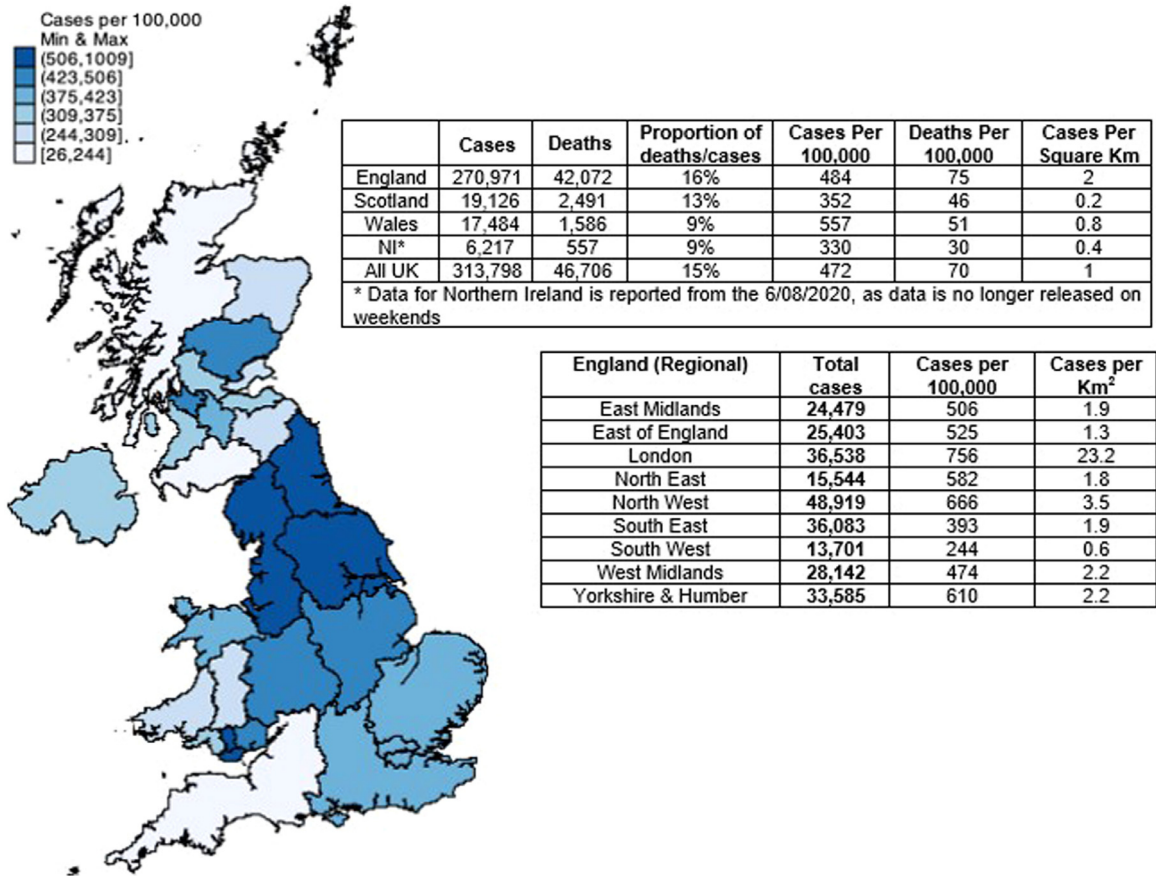 Cases per 100,000
Min & Max
(506,1009]
(423,506]
(375,423]
(309,375]
(244,309]
[26,244]
Cases Deaths Proportion of deaths/cases Cases Per 100,000 Deaths Per 100,000 Cases Per Square Km
England 270,971 42,072 16% 484 75 2
Scotland 19,126 2,491 13% 352 46 0.2
Wales 17,484 1,586 9% 557 51 0.8
NI* 6,217 557 9% 330 30 0.4
All UK 313,798 46,706 15% 472 70 1
* Data for Northern Ireland is reported from the 6/08/2020, as data is no longer released on
weekends
England (Regional) Total cases Cases per 100,000 Cases per Km²
East Midlands 24,479 506 1.9
East of England 25,403 525 1.3
London 36,538 756 23.2
North East 15,544 582 1.8
North West 48,919 666 3.5
South East 36,083 393 1.9
South West 13,701 244 0.6
West Midlands 28,142 474 2.2
Yorkshire & Humber 33,585 610 2.2